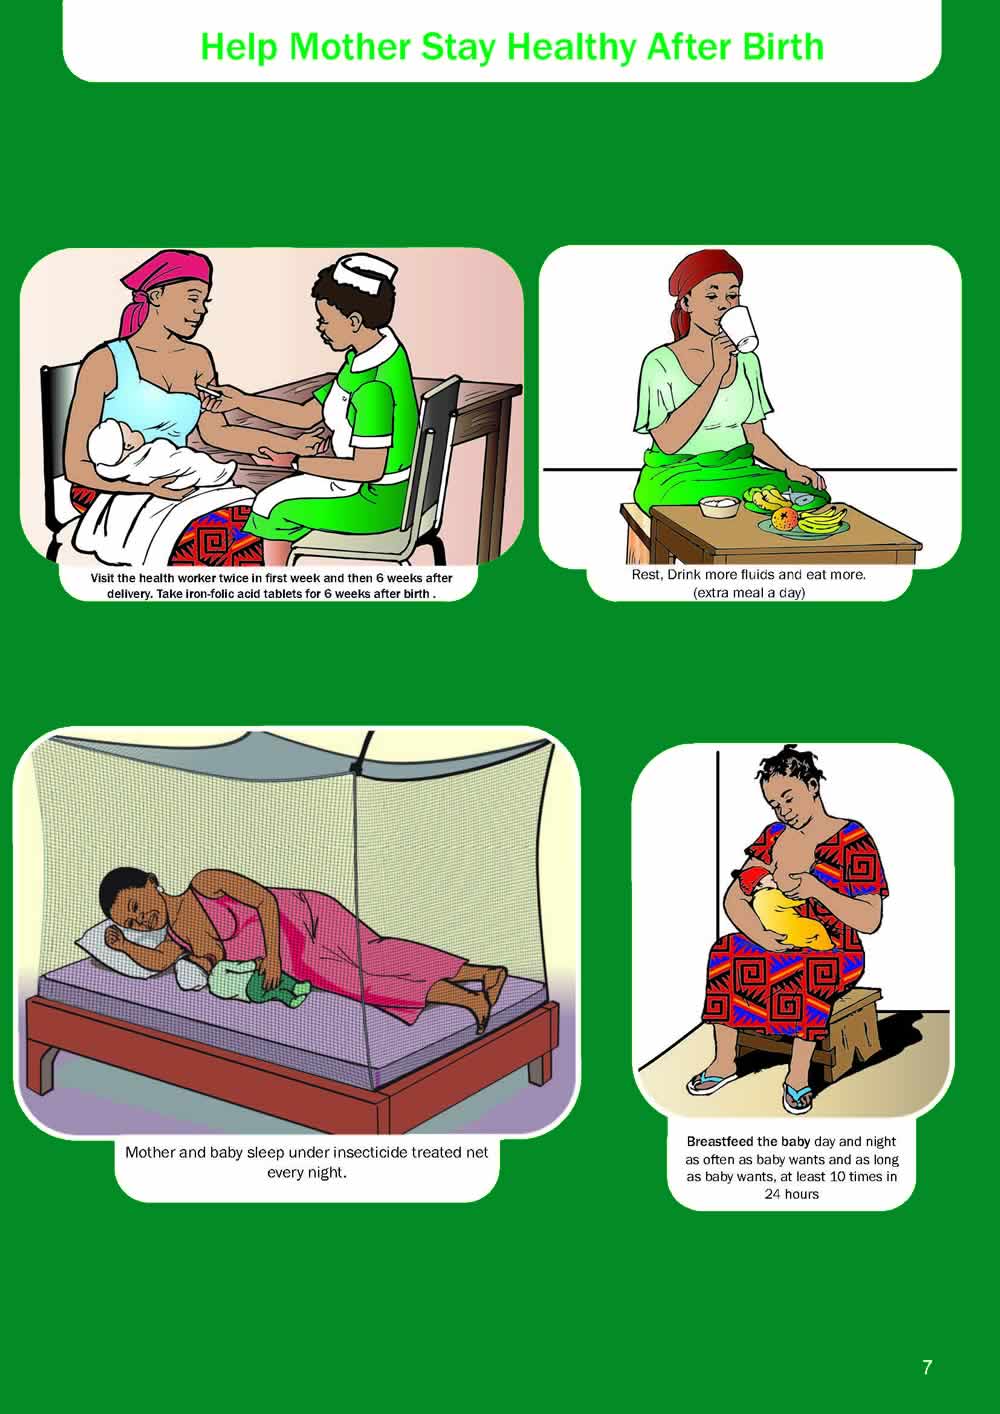 Help Mother Stay Healthy After Birth
Visit the health worker twice in first week and then 6 weeks after
delivery. Take iron-folic acid tablets for 6 weeks after birth .
Rest, Drink more fluids and eat more.
(extra meal a day)
Mother and baby sleep under insecticide treated net
every night.
Breastfeed the baby day and night
as often as baby wants and as long
as baby wants, at least 10 times in
24 hours
7